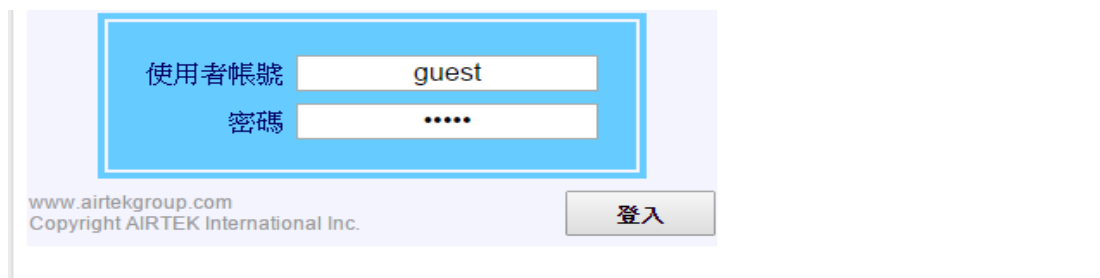 使用者帳號 guest
密碼 •••••
www.airtekgroup.com
Copyright AIRTEK International Inc.
登入